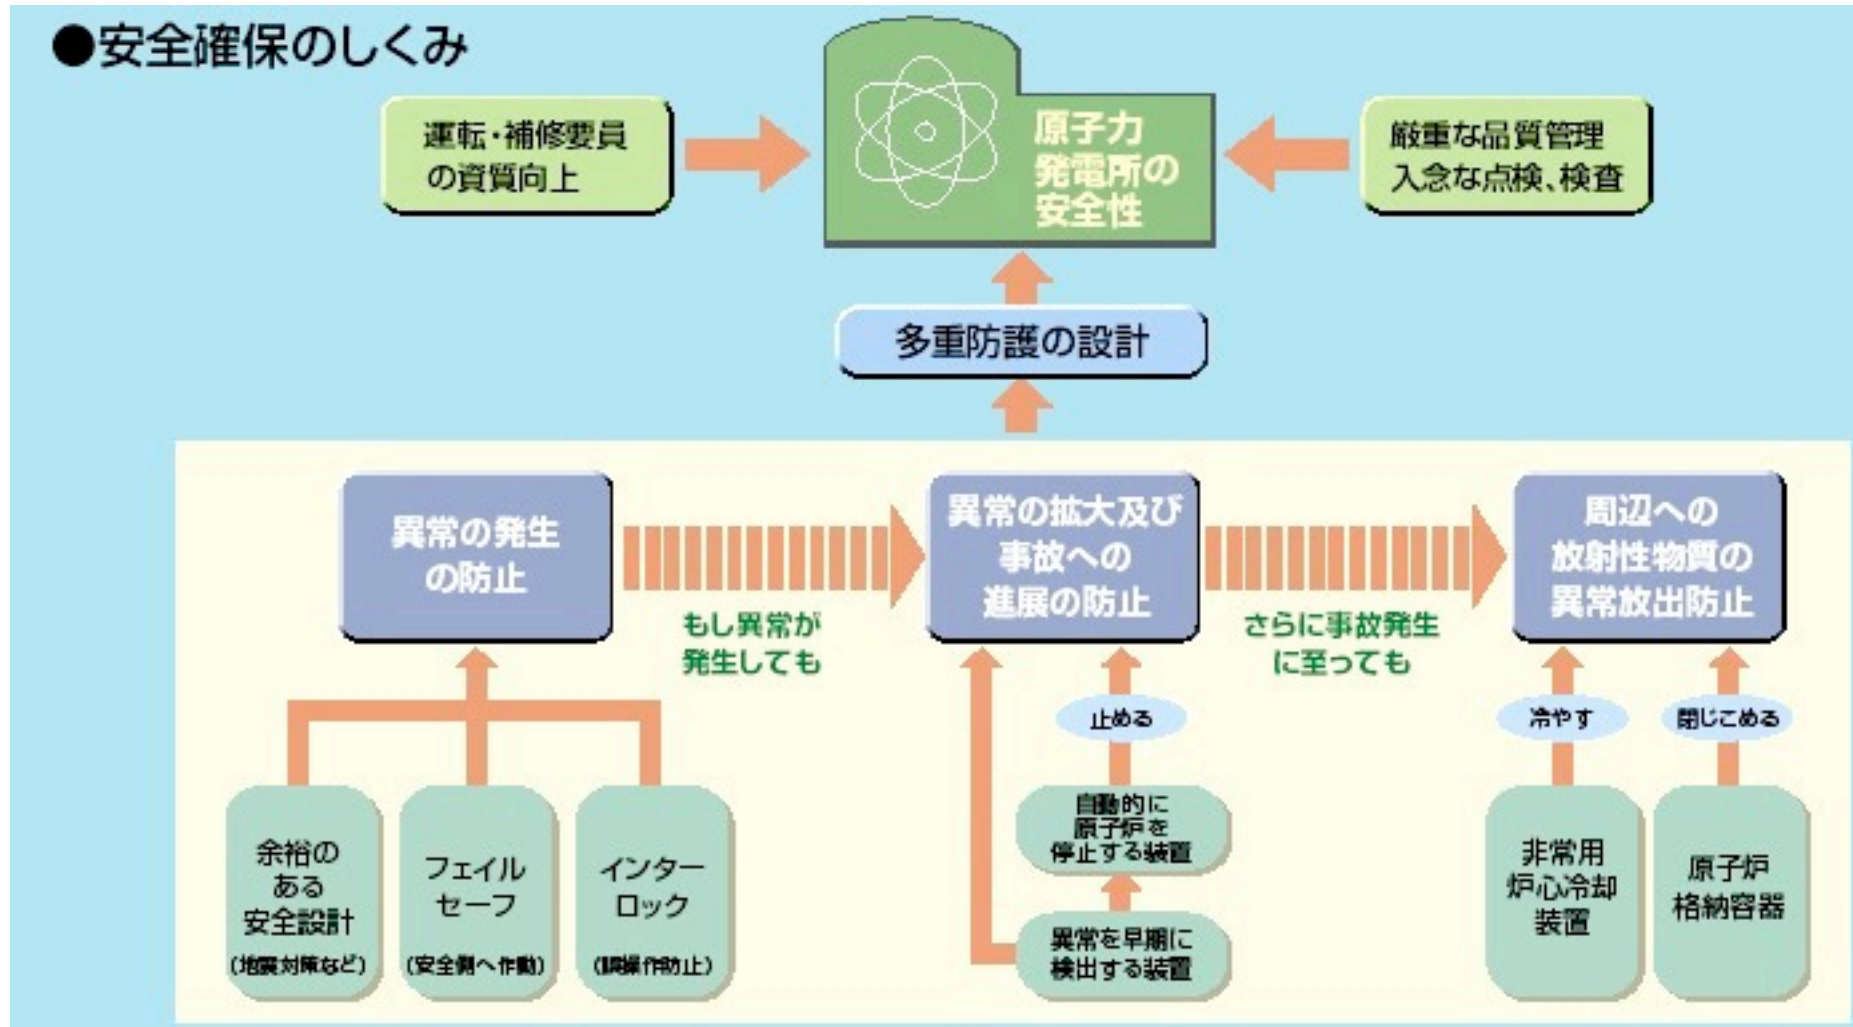 ●安全確保のしくみ
運転・補修要員
の資質向上
原子力
発電所の
安全性
厳重な品質管理
入念な点検、検査
多重防護の設計
異常の発生
の防止
もし異常が
発生しても
異常の拡大及び
事故への
進展の防止
さらに事故発生
に至っても
周辺への
放射性物質の
異常放出防止
止める
冷やす
閉じこめる
余裕の
ある
安全設計
(地震対策など)
フェイル
セーフ
(安全側へ作動)
インター
ロック
(誤操作防止)
自動的に
原子炉を
停止する装置
異常を早期に
検出する装置
非常用
炉心冷却
装置
原子炉
格納容器